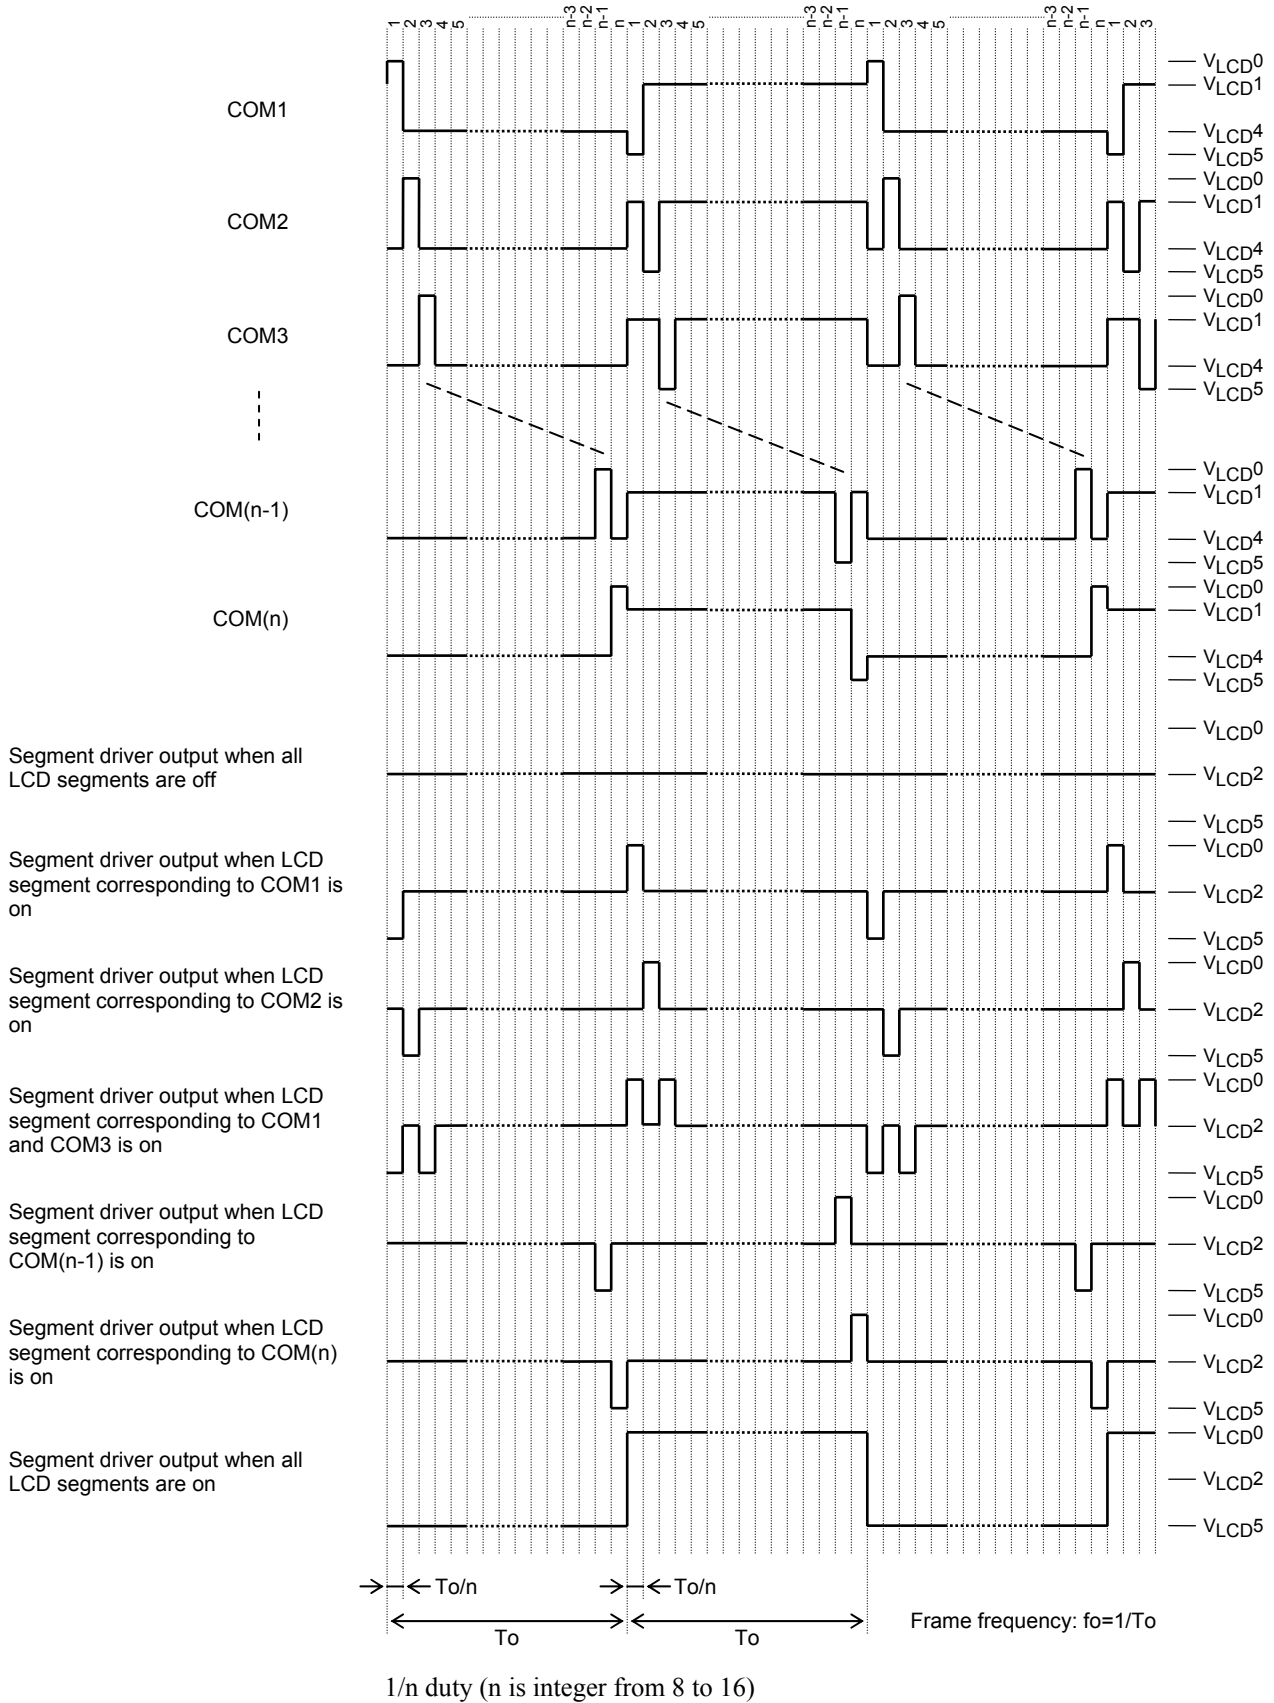 1 2 3 4 5 n-3 n-2 n-1 n 1 2 3 4 5 n-3 n-2 n-1 n 1 2 3 4 5 n-3 n-2 n-1 n 1 2 3
COM1
VLCD0
VLCD1
VLCD4
VLCD5
COM2
VLCD0
VLCD1
VLCD4
VLCD5
COM3
VLCD0
VLCD1
VLCD4
VLCD5
COM(n-1)
VLCD0
VLCD1
VLCD4
VLCD5
COM(n)
VLCD0
VLCD1
VLCD4
VLCD5
Segment driver output when all
LCD segments are off
VLCD0
VLCD2
VLCD5
Segment driver output when LCD
segment corresponding to COM1 is
on
VLCD0
VLCD2
VLCD5
Segment driver output when LCD
segment corresponding to COM2 is
on
VLCD0
VLCD2
VLCD5
Segment driver output when LCD
segment corresponding to COM1
and COM3 is on
VLCD0
VLCD2
VLCD5
Segment driver output when LCD
segment corresponding to
COM(n-1) is on
VLCD0
VLCD2
VLCD5
Segment driver output when LCD
segment corresponding to COM(n)
is on
VLCD0
VLCD2
VLCD5
Segment driver output when all
LCD segments are on
VLCD0
VLCD2
VLCD5
To/n
To/n
To
To
Frame frequency: fo=1/To
1/n duty (n is integer from 8 to 16)